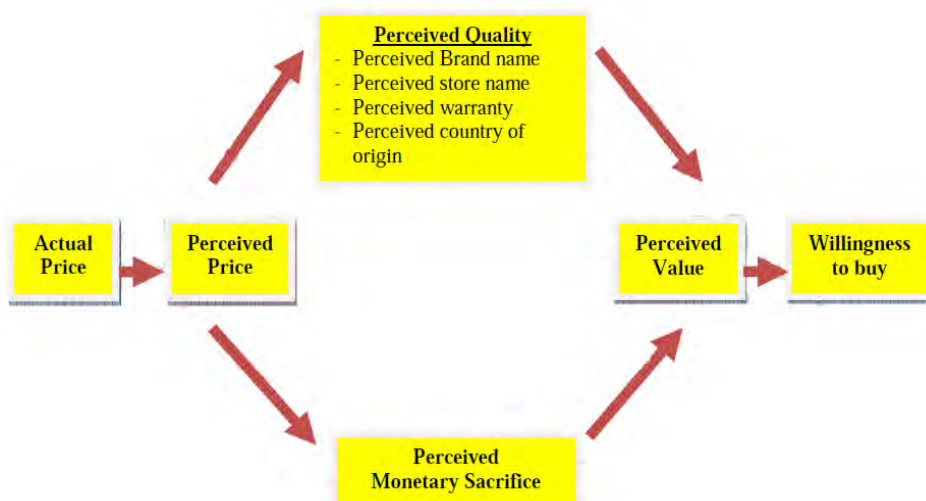 Perceived Quality
- Perceived Brand name
- Perceived store name
- Perceived warranty
- Perceived country of
origin
Actual
Price
Perceived
Price
Perceived
Value
Willingness
to buy
Perceived
Monetary Sacrifice